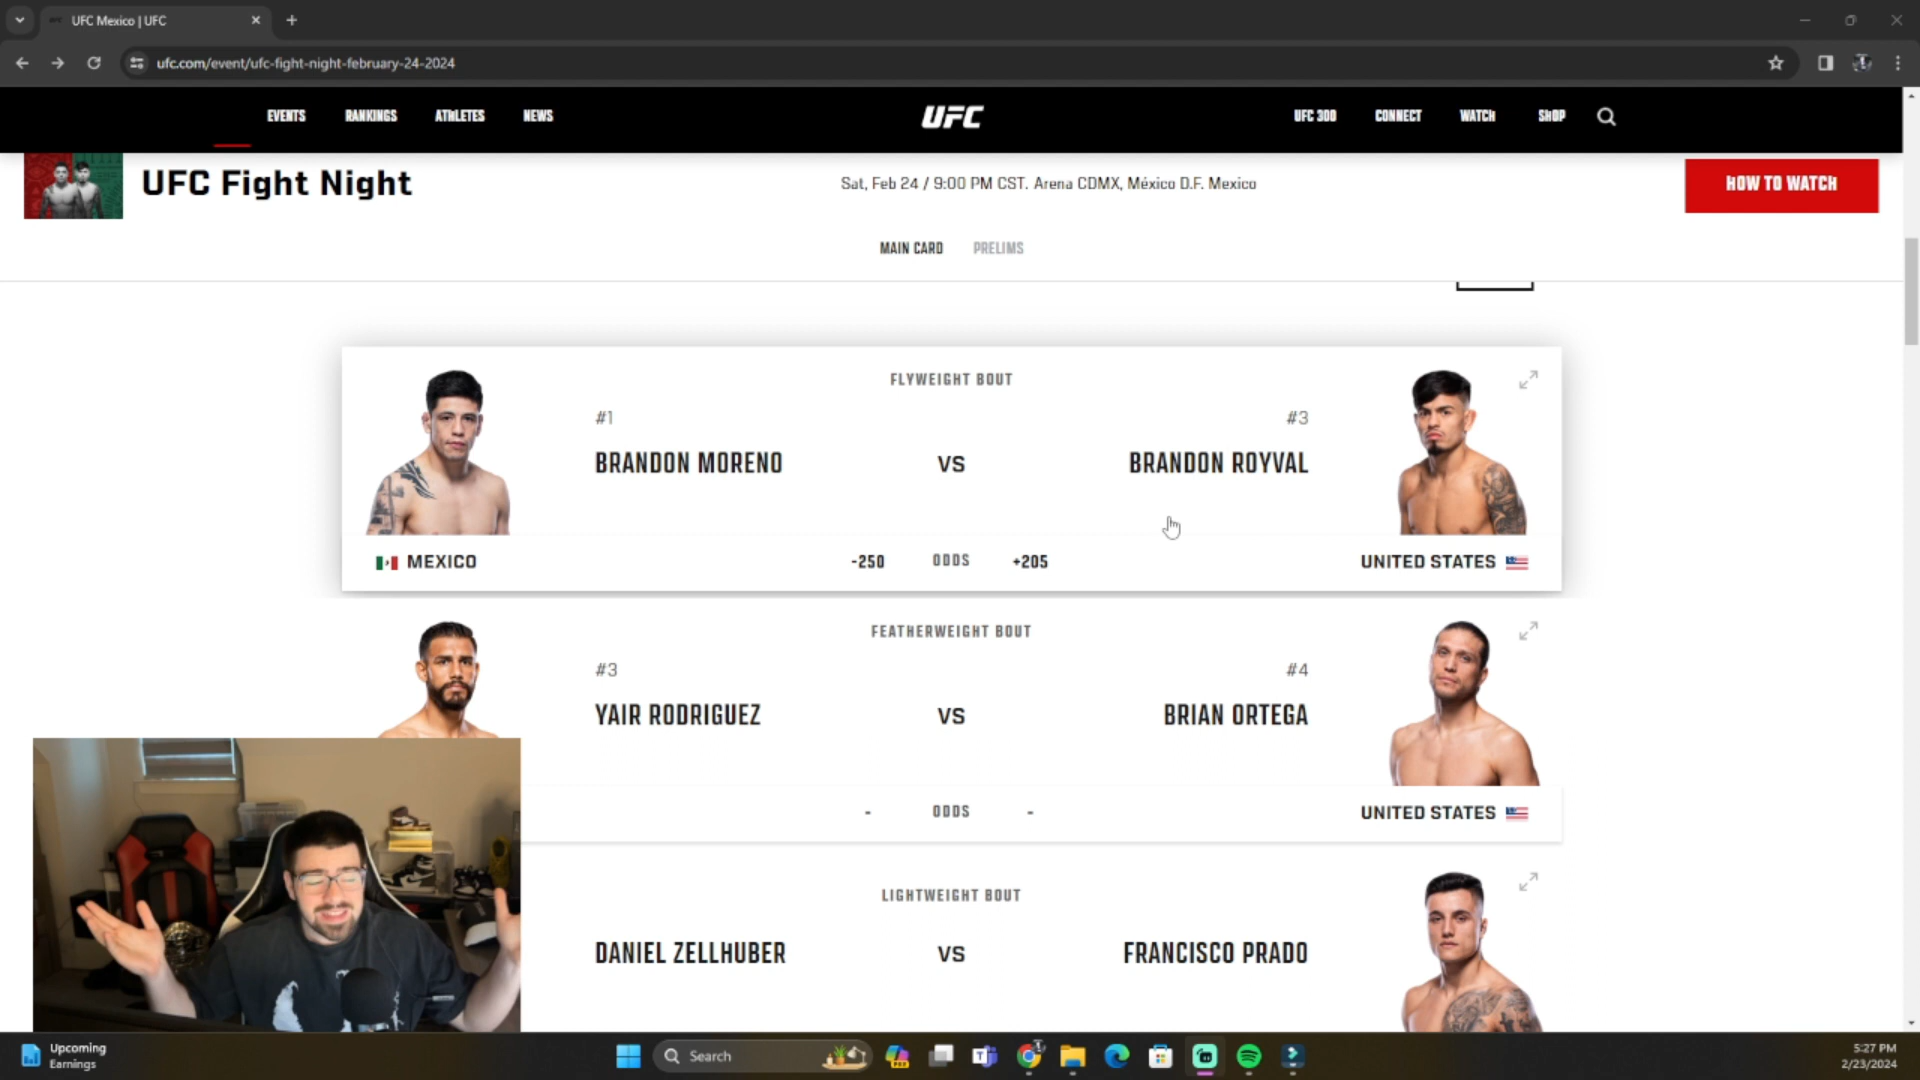 UFC Mexico | UFC
ufc.com/event/ufc-fight-night-february-24-2024
EVENTS RANKINGS ATHLETES NEWS UFC UFC 300 CONNECT WATCH SHOP
UFC Fight Night Sat, Feb 24 / 9:00 PM CST. Arena CDMX, México D.F. Mexico HOW TO WATCH
MAIN CARD PRELIMS
FLYWEIGHT BOUT
#1 #3
BRANDON MORENO VS BRANDON ROYVAL
MEXICO -250 ODDS +205 UNITED STATES
FEATHERWEIGHT BOUT
#3 #4
YAIR RODRIGUEZ VS BRIAN ORTEGA
- ODDS - UNITED STATES
LIGHTWEIGHT BOUT
DANIEL ZELLHUBER VS FRANCISCO PRADO
Upcoming
Earnings
Search
5:27 PM
2/23/2024